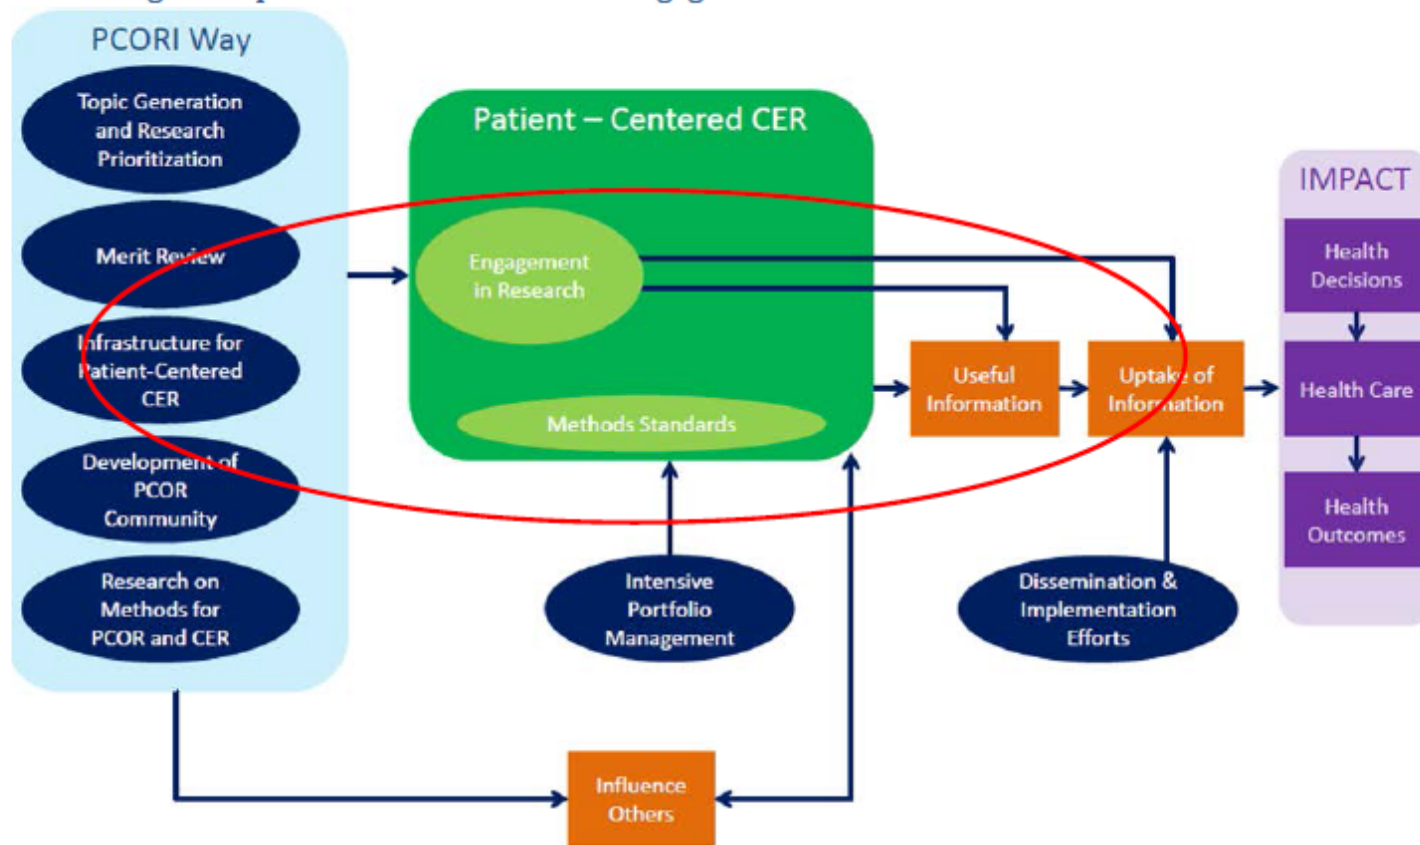 PCORI Way
Topic Generation
and Research
Prioritization
Merit Review
Infrastructure for
Patient-Centered
CER
Development of
PCOR
Community
Research on
Methods for
PCOR and CER
Patient – Centered CER
Engagement
in Research
Methods Standards
Intensive
Portfolio
Management
Influence
Others
Useful
Information
Uptake of
Information
Dissemination &
Implementation
Efforts
IMPACT
Health
Decisions
Health Care
Health
Outcomes